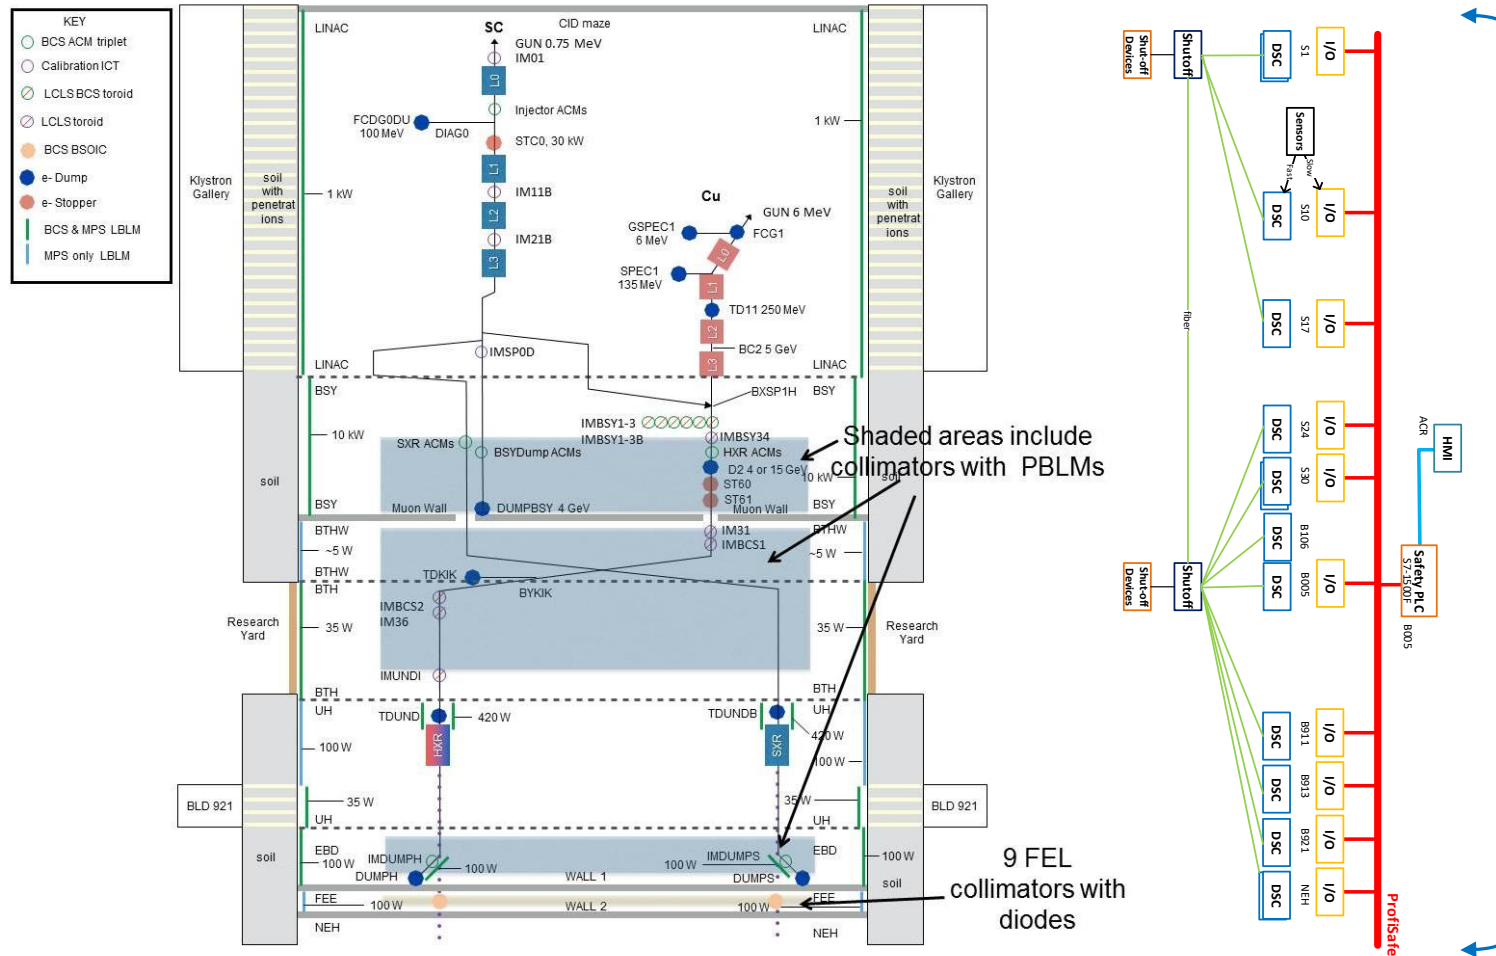 KEY
BCS ACM triplet
Calibration ICT
LCLS BCS toroid
LCLS toroid
BCS BSOIC
e- Dump
e- Stopper
BCS & MPS LBLM
MPS only LBLM
Klystron
Gallery
soil
with
penetrat
ions
LINAC
1 kW
LINAC
SC
CID maze
GUN 0.75 MeV
IM01
L0
Injector ACMs
FCDG0DU
100 MeV
DIAG0
STC0, 30 kW
L1
IM11B
L2
IM21B
L3
Cu
GUN 6 MeV
GSPEC1
6 MeV
FCG1
L0
SPEC1
135 MeV
L1
TD11 250 MeV
L2
BC2 5 GeV
L3
LINAC
1 kW
LINAC
soil
with
penetrat
ions
Klystron
Gallery
IMSP0D
BSY
10 kW
BSY
soil
BXSP1H
BSY
IMBSY1-3
IMBSY1-3B
IMBSY34
SXR ACMs
BSYDump ACMs
HXR ACMs
D2 4 or 15 GeV
10 kW
ST60
ST61
BSY
soil
Muon Wall
DUMPBSY 4 GeV
Muon Wall
Shaded areas include
collimators with PBLMs
BTHW
~5 W
BTHW
IM31
IMBCS1
BTHW
~5 W
TDKIK
BYKIK
BTH
IMBCS2
IM36
35 W
Research
Yard
IMUNDI
BTH
BTH
35 W
BTH
Research
Yard
UH
TDUND
420 W
TDUNDB
UH
420 W
HXR
SXR
100 W
100 W
BLD 921
35 W
UH
35 W
UH
BLD 921
EBD
100 W
soil
IMDUMPH
100 W
DUMPH
IMDUMPS
100 W
DUMPS
EBD
100 W
soil
WALL 1
FEE
100 W
WALL 2
100 W
FEE
NEH
NEH
9 FEL
collimators with
diodes
Shut-off
Devices
Shutoff
DSC
S1
I/O
Sensors
Fast
Slow
DSC
S10
I/O
DSC
S17
I/O
fiber
DSC
S24
I/O
DSC
S30
I/O
DSC
B106
Shut-off
Devices
Shutoff
DSC
B005
I/O
DSC
B911
I/O
DSC
B913
I/O
DSC
B921
I/O
DSC
NEH
I/O
ProfiSafe
ACR
HMI
Safety PLC
S7-1500F
B005